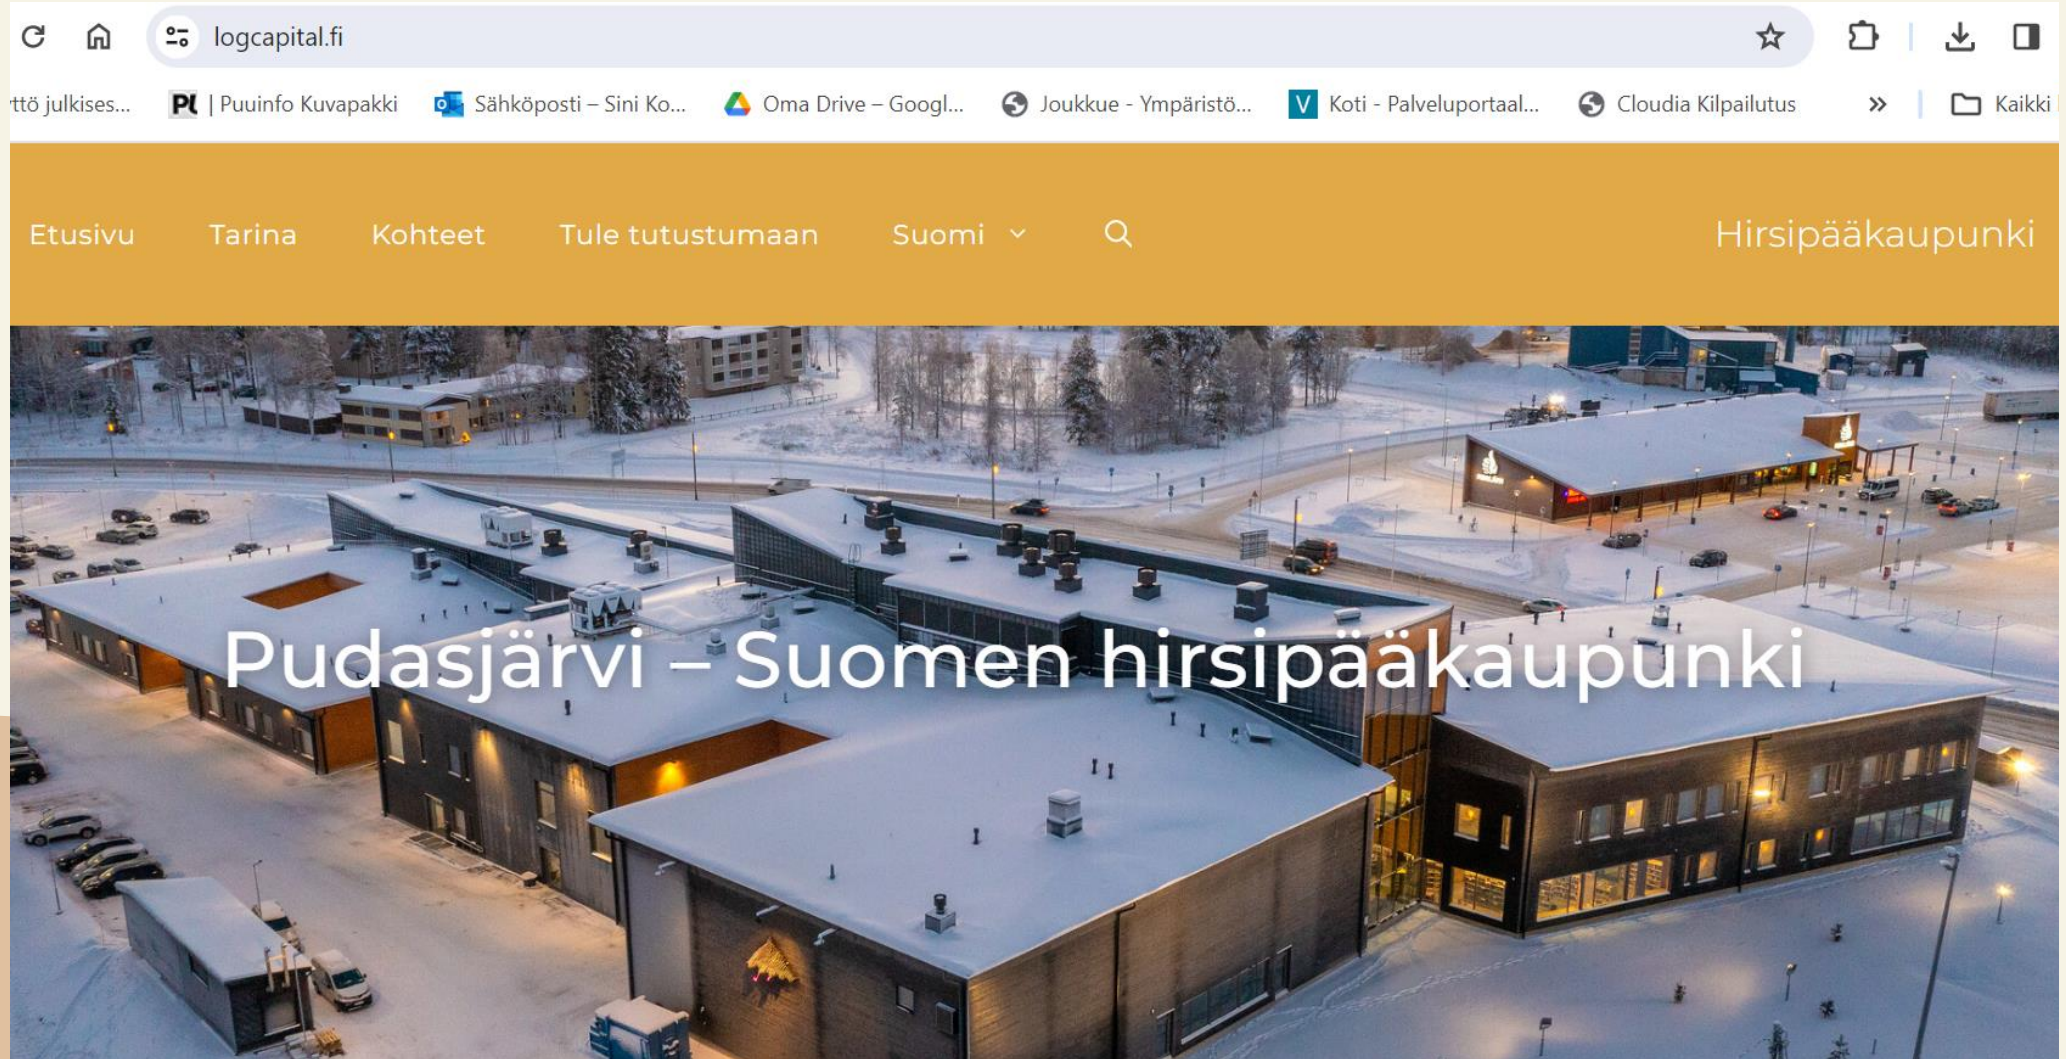 logcapital.fi
ttö julkises... | Puuinfo Kuvapakki Sähköposti – Sini Ko... Oma Drive – Googl... Joukkue - Ympäristö... V Koti - Palveluportaal... Cloudia Kilpailutus » Kaikki
Etusivu Tarina Kohteet Tule tutustumaan Suomi Hirsipääkaupunki
Pudasjärvi – Suomen hirsipääkaupunki